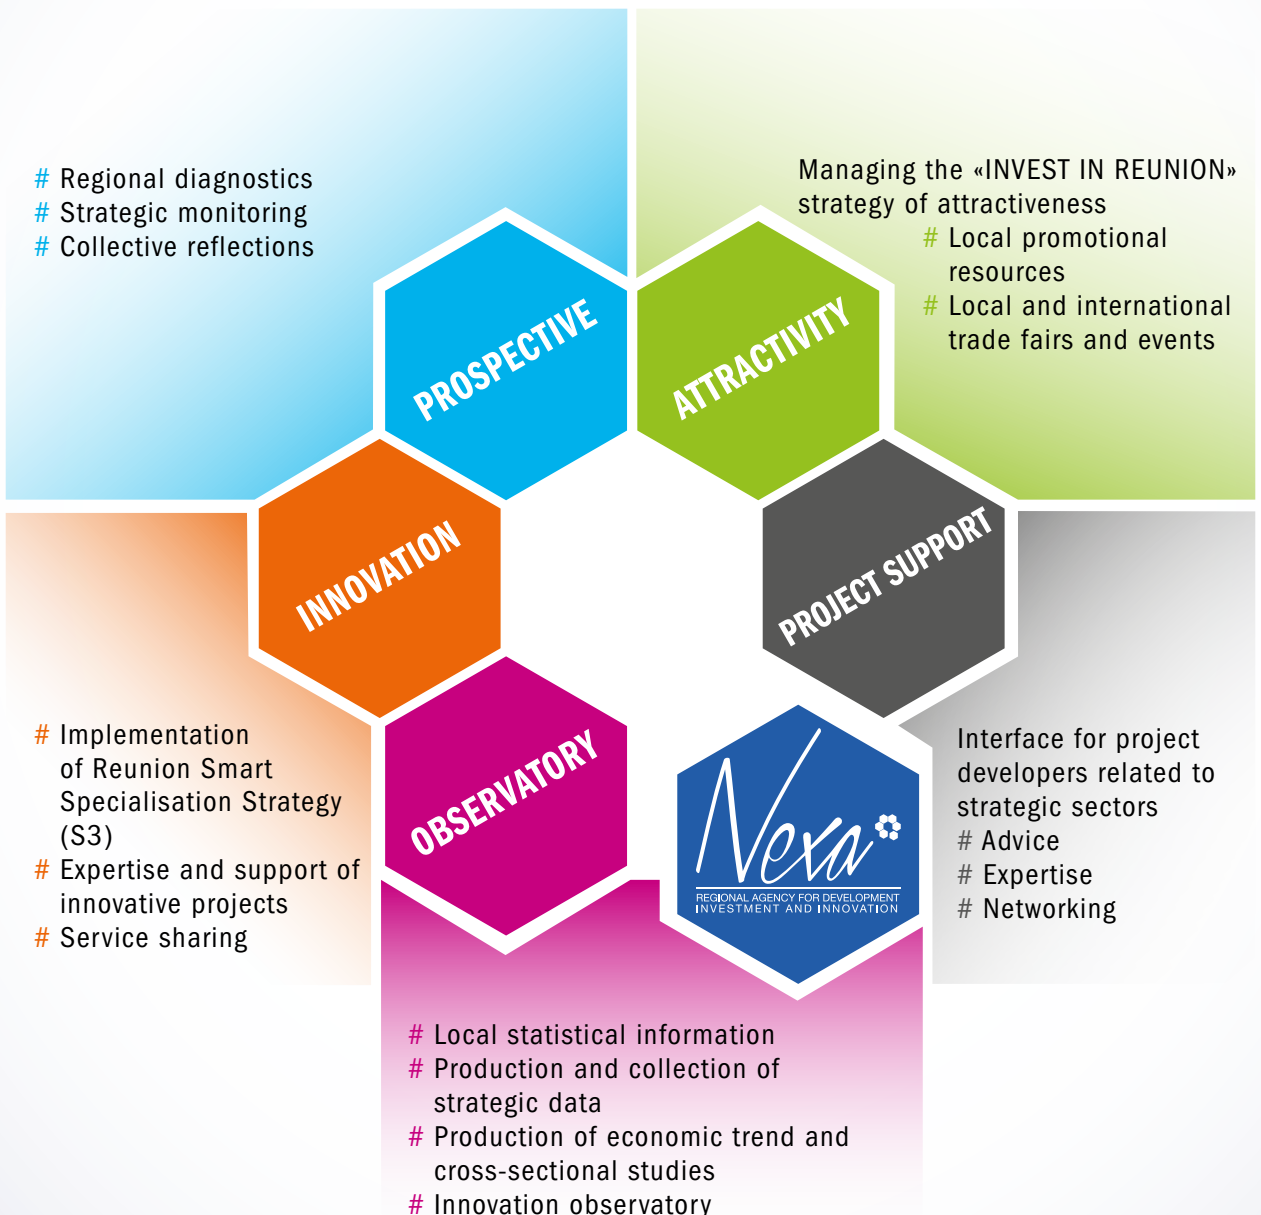 # Regional diagnostics
# Strategic monitoring
# Collective reflections
Managing the «INVEST IN REUNION»
strategy of attractiveness
# Local promotional
resources
# Local and international
trade fairs and events
PROSPECTIVE
ATTRACTIVITY
INNOVATION
PROJECT SUPPORT
OBSERVATORY
Nexa
REGIONAL AGENCY FOR DEVELOPMENT
INVESTMENT AND INNOVATION
# Implementation
of Reunion Smart
Specialisation Strategy
(S3)
# Expertise and support of
innovative projects
# Service sharing
Interface for project
developers related to
strategic sectors
# Advice
# Expertise
# Networking
# Local statistical information
# Production and collection of
strategic data
# Production of economic trend and
cross-sectional studies
# Innovation observatory